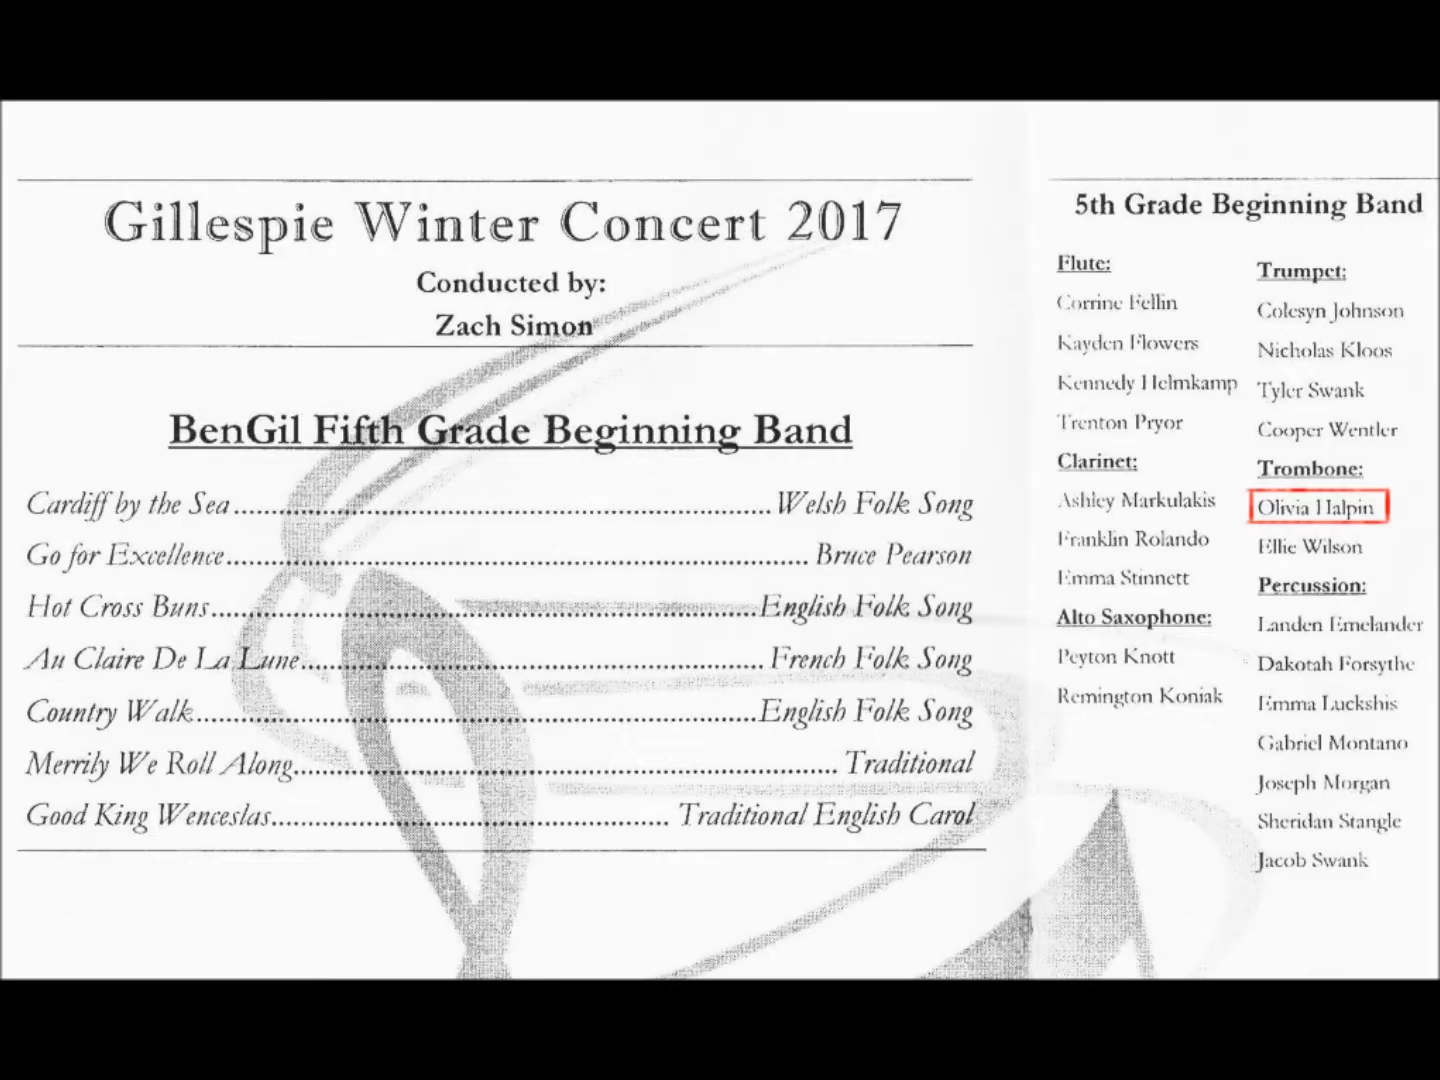 Gillespie Winter Concert 2017
Conducted by:
Zach Simon
BenGil Fifth Grade Beginning Band
Cardiff by the Sea.......................................................... Welsh Folk Song
Go for Excellence............................................................... Bruce Pearson
Hot Cross Buns...........................................................English Folk Song
Au Claire De La Lune.................................................. French Folk Song
Country Walk............................................................English Folk Song
Merrily We Roll Along........................................................... Traditional
Good King Wenceslas........................................... Traditional English Carol
5th Grade Beginning Band
Flute:
Corrine Fellin
Kayden Flowers
Kennedy Helmkamp
Trenton Pryor
Clarinet:
Ashley Markulakis
Franklin Rolando
Emma Stinnett
Alto Saxophone:
Peyton Knott
Remington Koniak
Trumpet:
Colesyn Johnson
Nicholas Kloos
Tyler Swank
Cooper Wentler
Trombone:
Olivia Halpin
Ellie Wilson
Percussion:
Landen Emelander
Dakotah Forsythe
Emma Luckshis
Gabriel Montano
Joseph Morgan
Sheridan Stangle
Jacob Swank